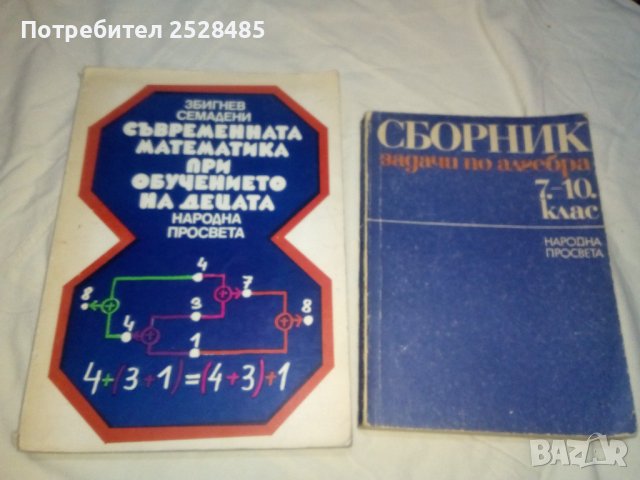 Потребител 2528485
ЗБИГНЕВ
СЕМАДЕНИ
СЪВРЕМЕННАТА
МАТЕМАТИКА
ПРИ
ОБУЧЕНИЕТО
НА ДЕЦАТА
НАРОДНА
ПРОСВЕТА
4
7
8
+
+
3
8
4
+
+
1
4+(3+1)=(4+3)+1
СБОРНИК
задачи по алгебра
7.–10.
клас
НАРОДНА
ПРОСВЕТА
BAZAR